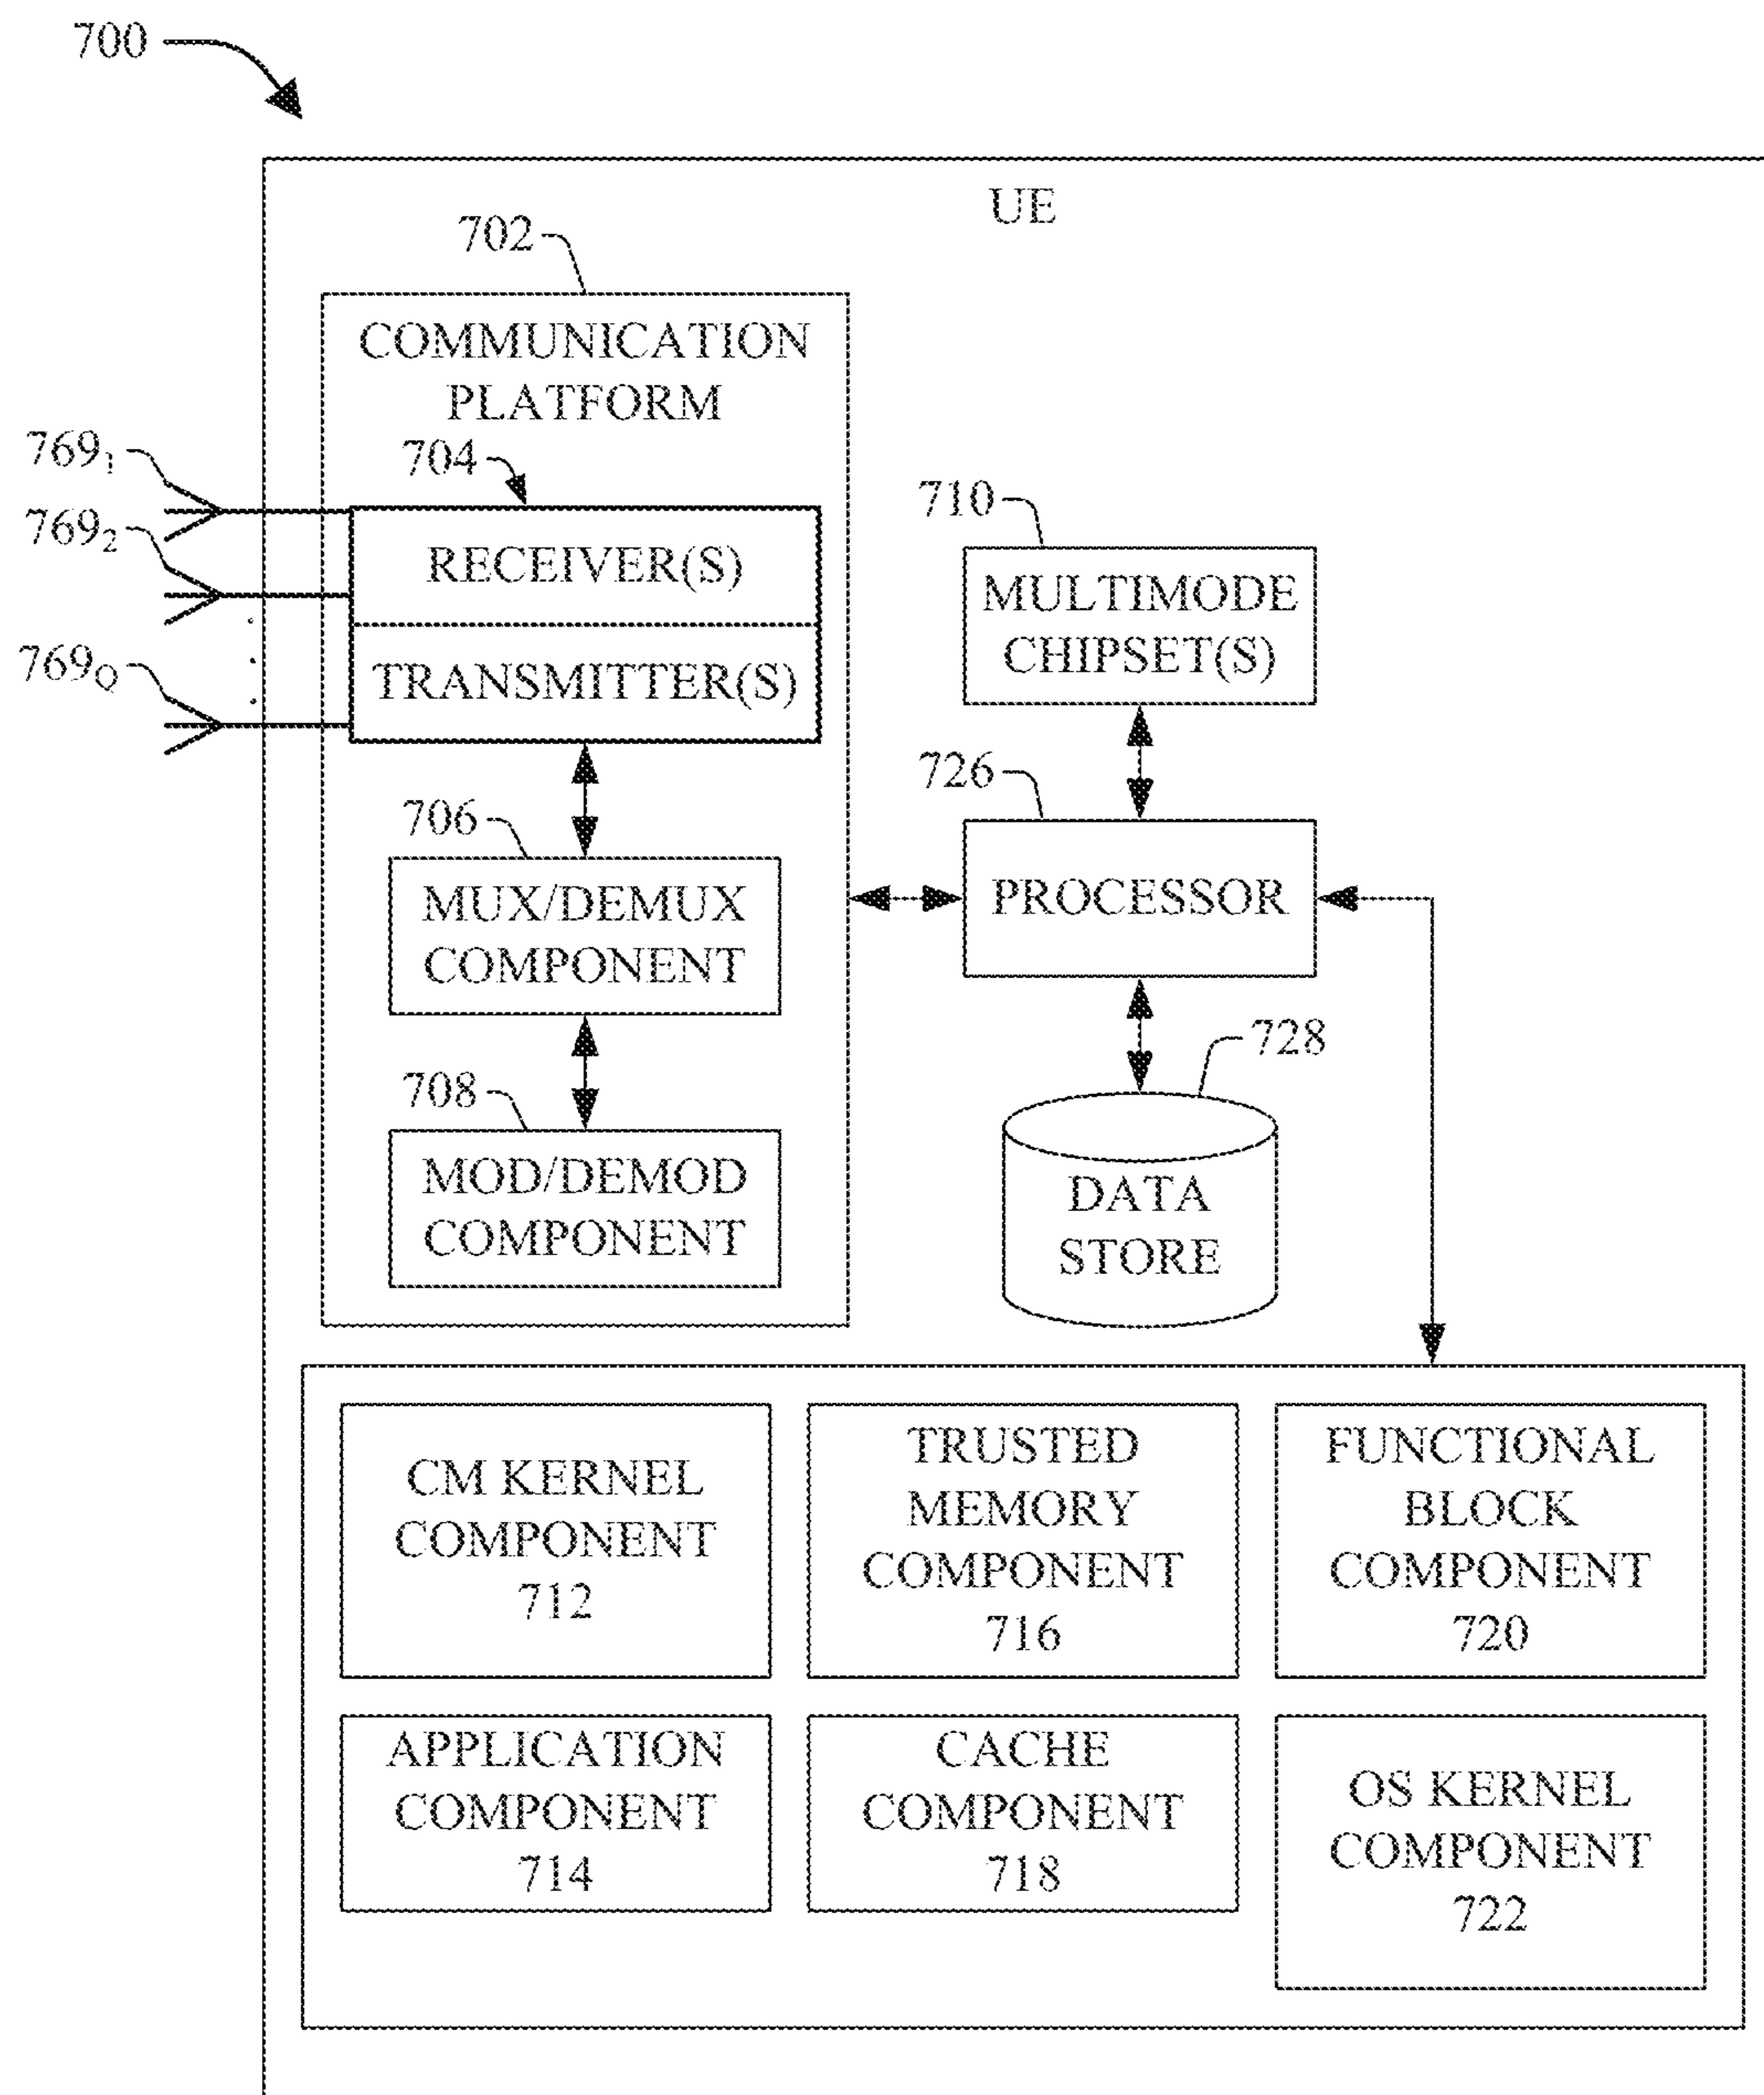 700
UE
702
COMMUNICATION
PLATFORM
769₁
704
769₂
RECEIVER(S)
769Q
TRANSMITTER(S)
710
MULTIMODE
CHIPSET(S)
706
MUX/DEMUX
COMPONENT
726
PROCESSOR
708
MOD/DEMOD
COMPONENT
728
DATA
STORE
CM KERNEL
COMPONENT
712
TRUSTED
MEMORY
COMPONENT
716
FUNCTIONAL
BLOCK
COMPONENT
720
APPLICATION
COMPONENT
714
CACHE
COMPONENT
718
OS KERNEL
COMPONENT
722